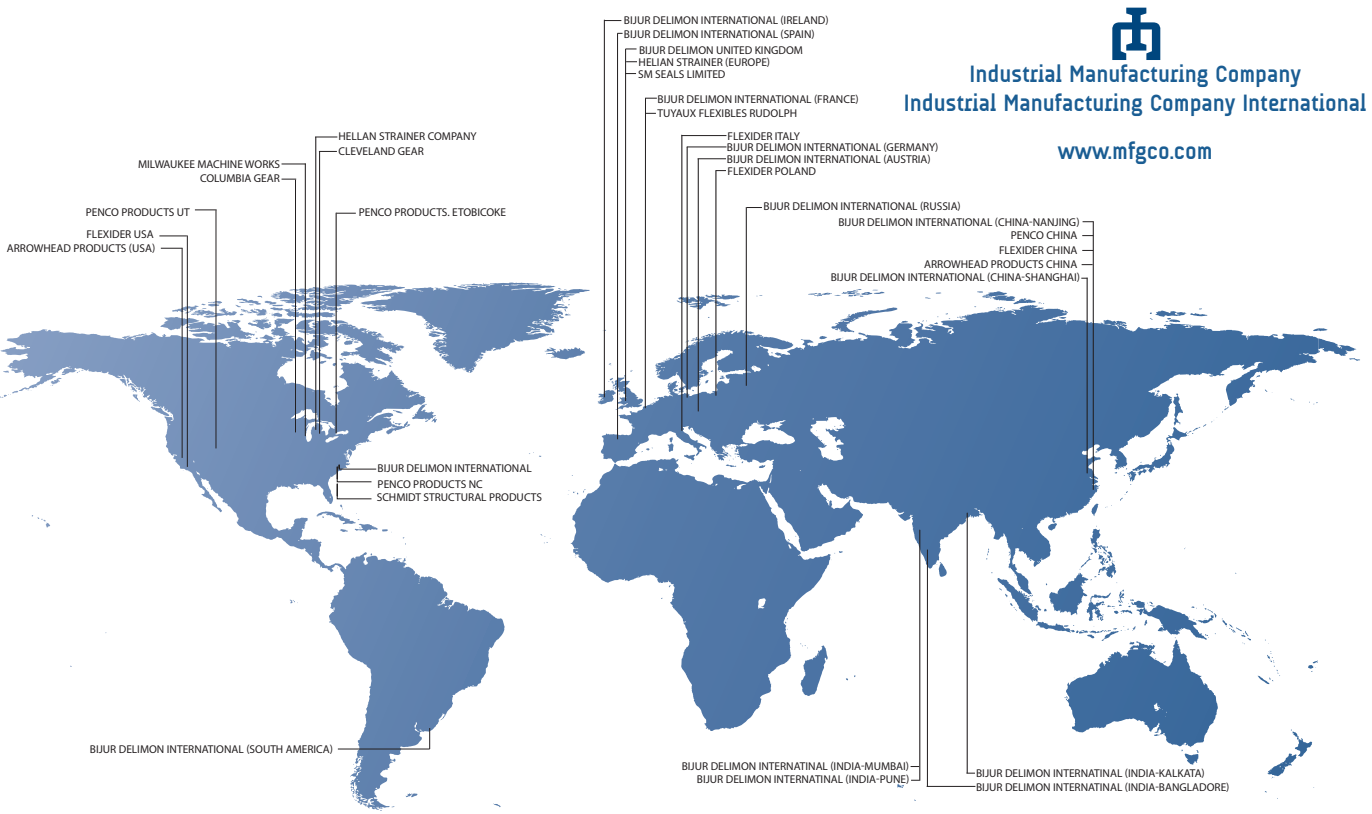 BIJUR DELIMON INTERNATIONAL (IRELAND)
BIJUR DELIMON INTERNATIONAL (SPAIN)
BIJUR DELIMON UNITED KINGDOM
HELIAN STRAINER (EUROPE)
SM SEALS LIMITED
Industrial Manufacturing Company
Industrial Manufacturing Company International
www.mfgco.com
BIJUR DELIMON INTERNATIONAL (FRANCE)
TUYAUX FLEXIBLES RUDOLPH
FLEXIDER ITALY
BIJUR DELIMON INTERNATIONAL (GERMANY)
BIJUR DELIMON INTERNATIONAL (AUSTRIA)
FLEXIDER POLAND
HELLAN STRAINER COMPANY
CLEVELAND GEAR
MILWAUKEE MACHINE WORKS
COLUMBIA GEAR
PENCO PRODUCTS UT
PENCO PRODUCTS. ETOBICOKE
FLEXIDER USA
ARROWHEAD PRODUCTS (USA)
BIJUR DELIMON INTERNATIONAL (RUSSIA)
BIJUR DELIMON INTERNATIONAL (CHINA-NANJING)
PENCO CHINA
FLEXIDER CHINA
ARROWHEAD PRODUCTS CHINA
BIJUR DELIMON INTERNATIONAL (CHINA-SHANGHAI)
BIJUR DELIMON INTERNATIONAL
PENCO PRODUCTS NC
SCHMIDT STRUCTURAL PRODUCTS
BIJUR DELIMON INTERNATIONAL (SOUTH AMERICA)
BIJUR DELIMON INTERNATINAL (INDIA-MUMBAI)
BIJUR DELIMON INTERNATINAL (INDIA-PUNE)
BIJUR DELIMON INTERNATINAL (INDIA-KALKATA)
BIJUR DELIMON INTERNATINAL (INDIA-BANGLADORE)